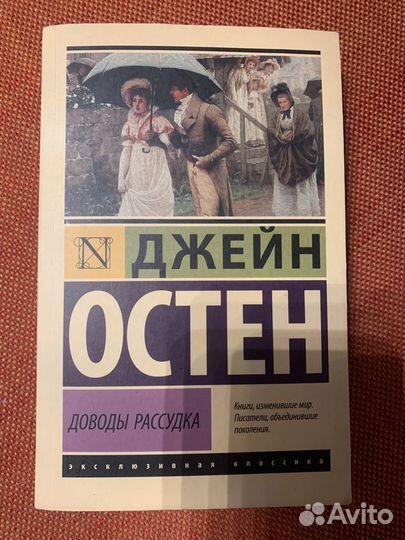 N
ДЖЕЙН
ОСТЕН
ДОВОДЫ РАССУДКА
Книги, изменившие мир.
Писатели, объединившие
поколения.
эксклюзивная классика
Avito